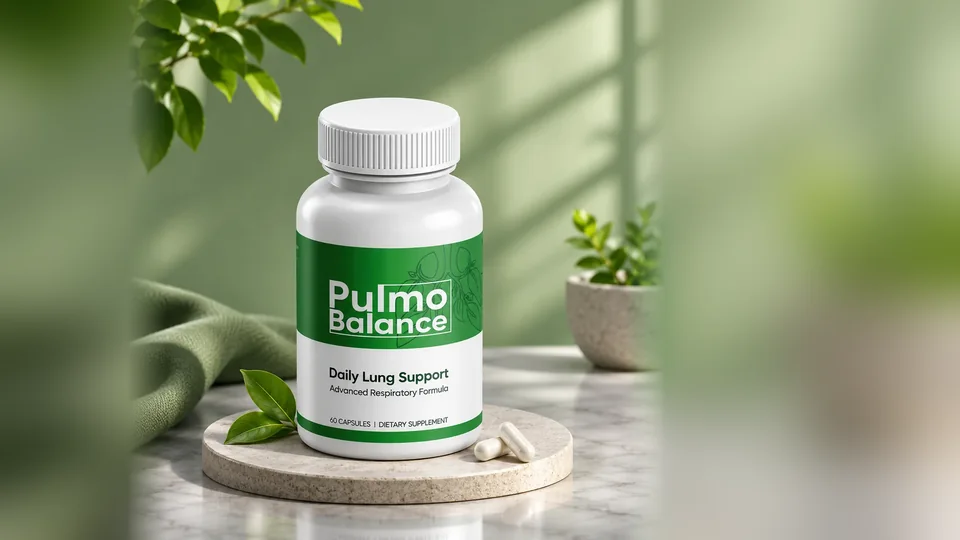 Pulmo
Balance
Daily Lung Support
Advanced Respiratory Formula
60 CAPSULES | DIETARY SUPPLEMENT